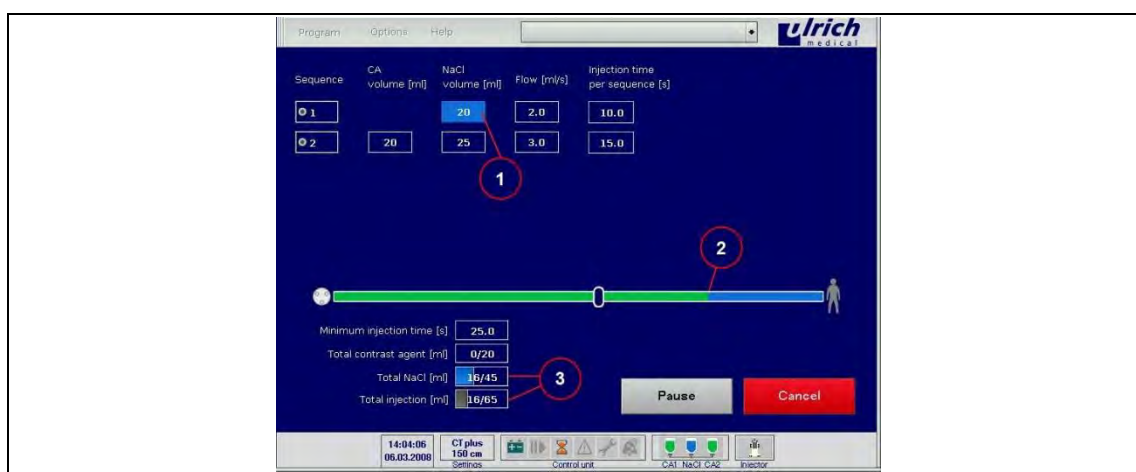 Program Options Help ulrich medical
Sequence CA volume [ml] NaCl volume [ml] Flow [ml/s] Injection time per sequence [s]
1 20 2.0 10.0
2 20 25 3.0 15.0
1
2
Minimum injection time [s] 25.0
Total contrast agent [ml] 0/20
Total NaCl [ml] 16/45
3
Total injection [ml] 16/65
Pause Cancel
14:04:06 CT plus
06.03.2008 150 cm
Settings Control unit CA1 NaCl CA2 Injector